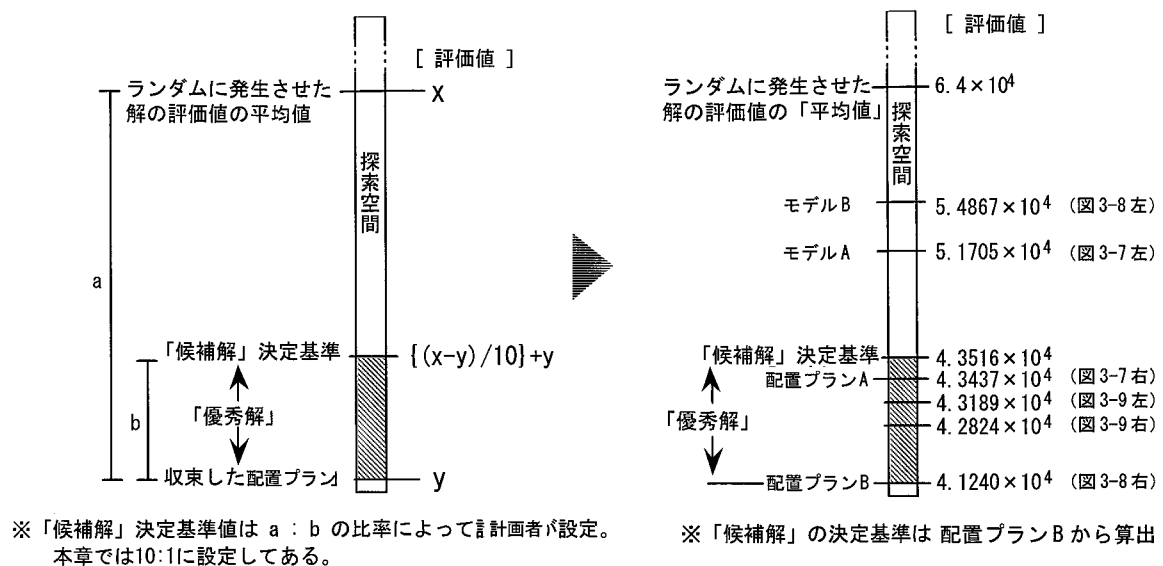 [ 評価値 ]
ランダムに発生させた
解の評価値の平均値
x
探索空間
a
「候補解」決定基準
{(x-y)/10}+y
b
「優秀解」
収束した配置プラン
y
※「候補解」決定基準値は a : b の比率によって計画者が設定。
本章では10:1に設定してある。
[ 評価値 ]
ランダムに発生させた
解の評価値の「平均値」
6.4×10⁴
探索空間
モデルB 5.4867×10⁴ (図3-8左)
モデルA 5.1705×10⁴ (図3-7左)
「候補解」決定基準 4.3516×10⁴
配置プランA 4.3437×10⁴ (図3-7右)
4.3189×10⁴ (図3-9左)
「優秀解」
4.2824×10⁴ (図3-9右)
配置プランB 4.1240×10⁴ (図3-8右)
※「候補解」の決定基準は 配置プランBから算出